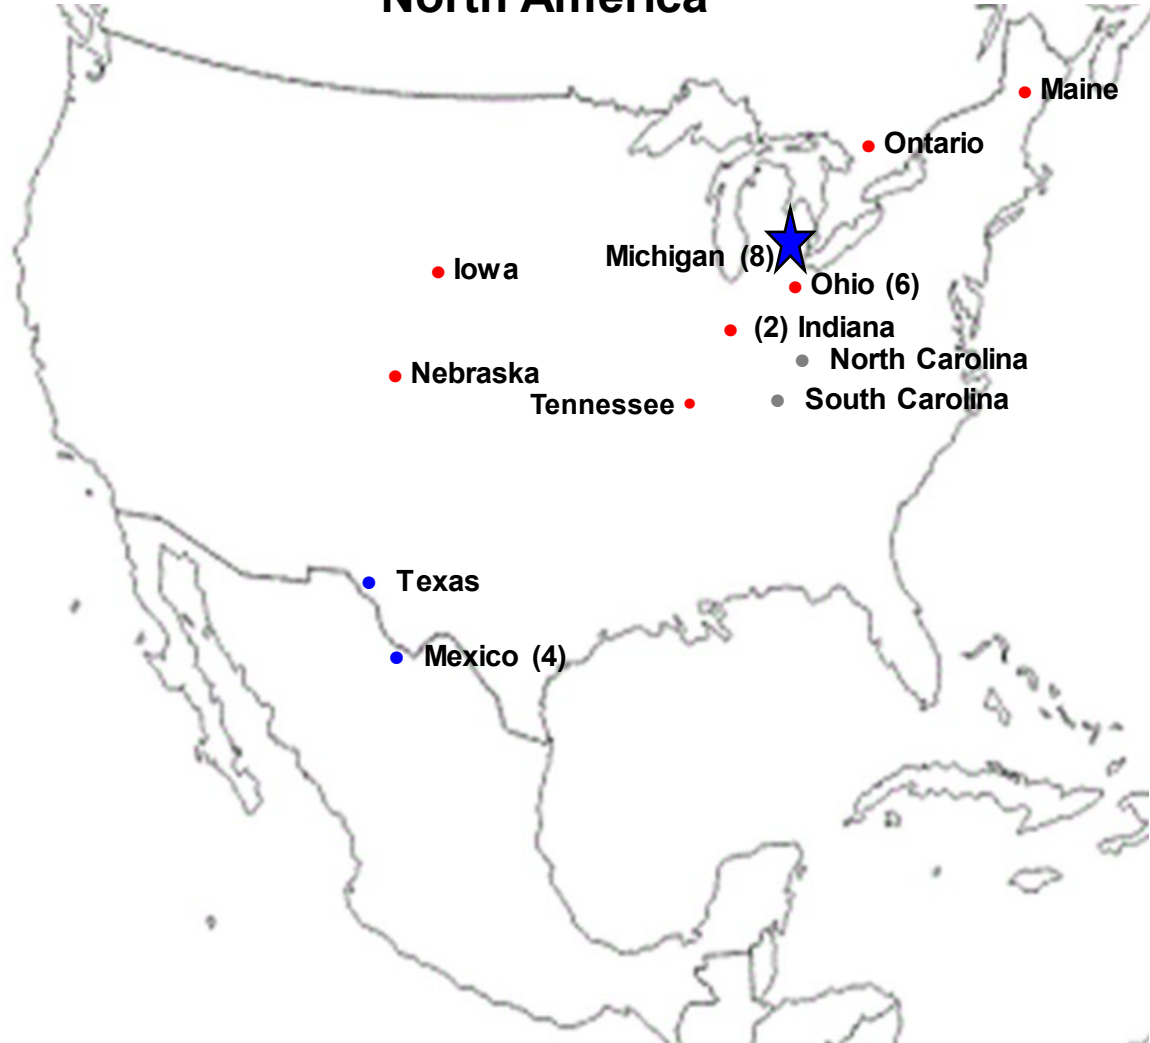 North America
Maine
Ontario
Michigan (8)
Iowa
Ohio (6)
(2) Indiana
North Carolina
Nebraska
South Carolina
Tennessee
Texas
Mexico (4)